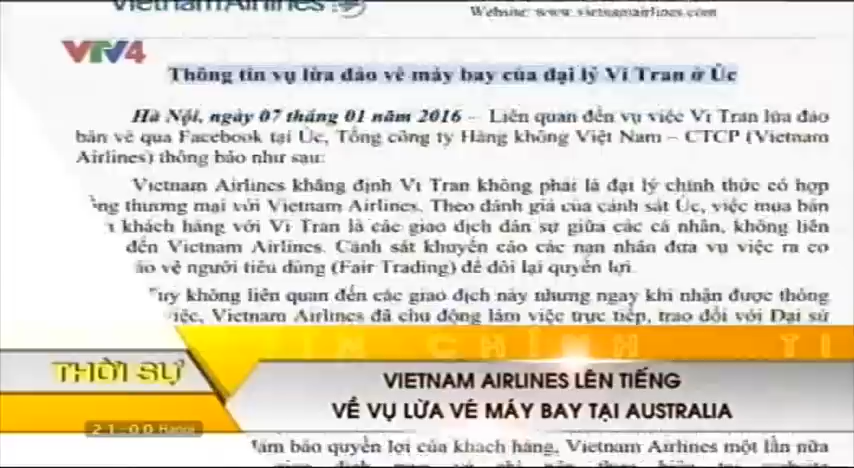 VietnamAirlines
Website: www.vietnamairlines.com
VTV4
Thông tin vụ lừa đảo vé máy bay của đại lý Vi Tran ở Úc
Hà Nội, ngày 07 tháng 01 năm 2016 – Liên quan đến vụ việc Vi Tran lừa đảo
bán vé qua Facebook tại Úc, Tổng công ty Hàng không Việt Nam – CTCP (Vietnam
Airlines) thông báo như sau:
Vietnam Airlines khẳng định Vi Tran không phải là đại lý chính thức có hợp
thương mại với Vietnam Airlines. Theo đánh giá của cảnh sát Úc, việc mua bán
khách hàng với Vi Tran là các giao dịch dân sự giữa các cá nhân, không liên
đến Vietnam Airlines. Cảnh sát khuyến cáo các nạn nhân đưa vụ việc ra cơ
vệ người tiêu dùng (Fair Trading) để đòi lại quyền lợi.
không liên quan đến các giao dịch này nhưng ngay khi nhận được thông
việc, Vietnam Airlines đã chủ động làm việc trực tiếp, trao đổi với Đại sứ
TIN CHÍNH TI
THỜI SỰ
VIETNAM AIRLINES LÊN TIẾNG
VỀ VỤ LỪA VÉ MÁY BAY TẠI AUSTRALIA
21:00 Hanoi
bảo quyền lợi của khách hàng, Vietnam Airlines một lần nữa